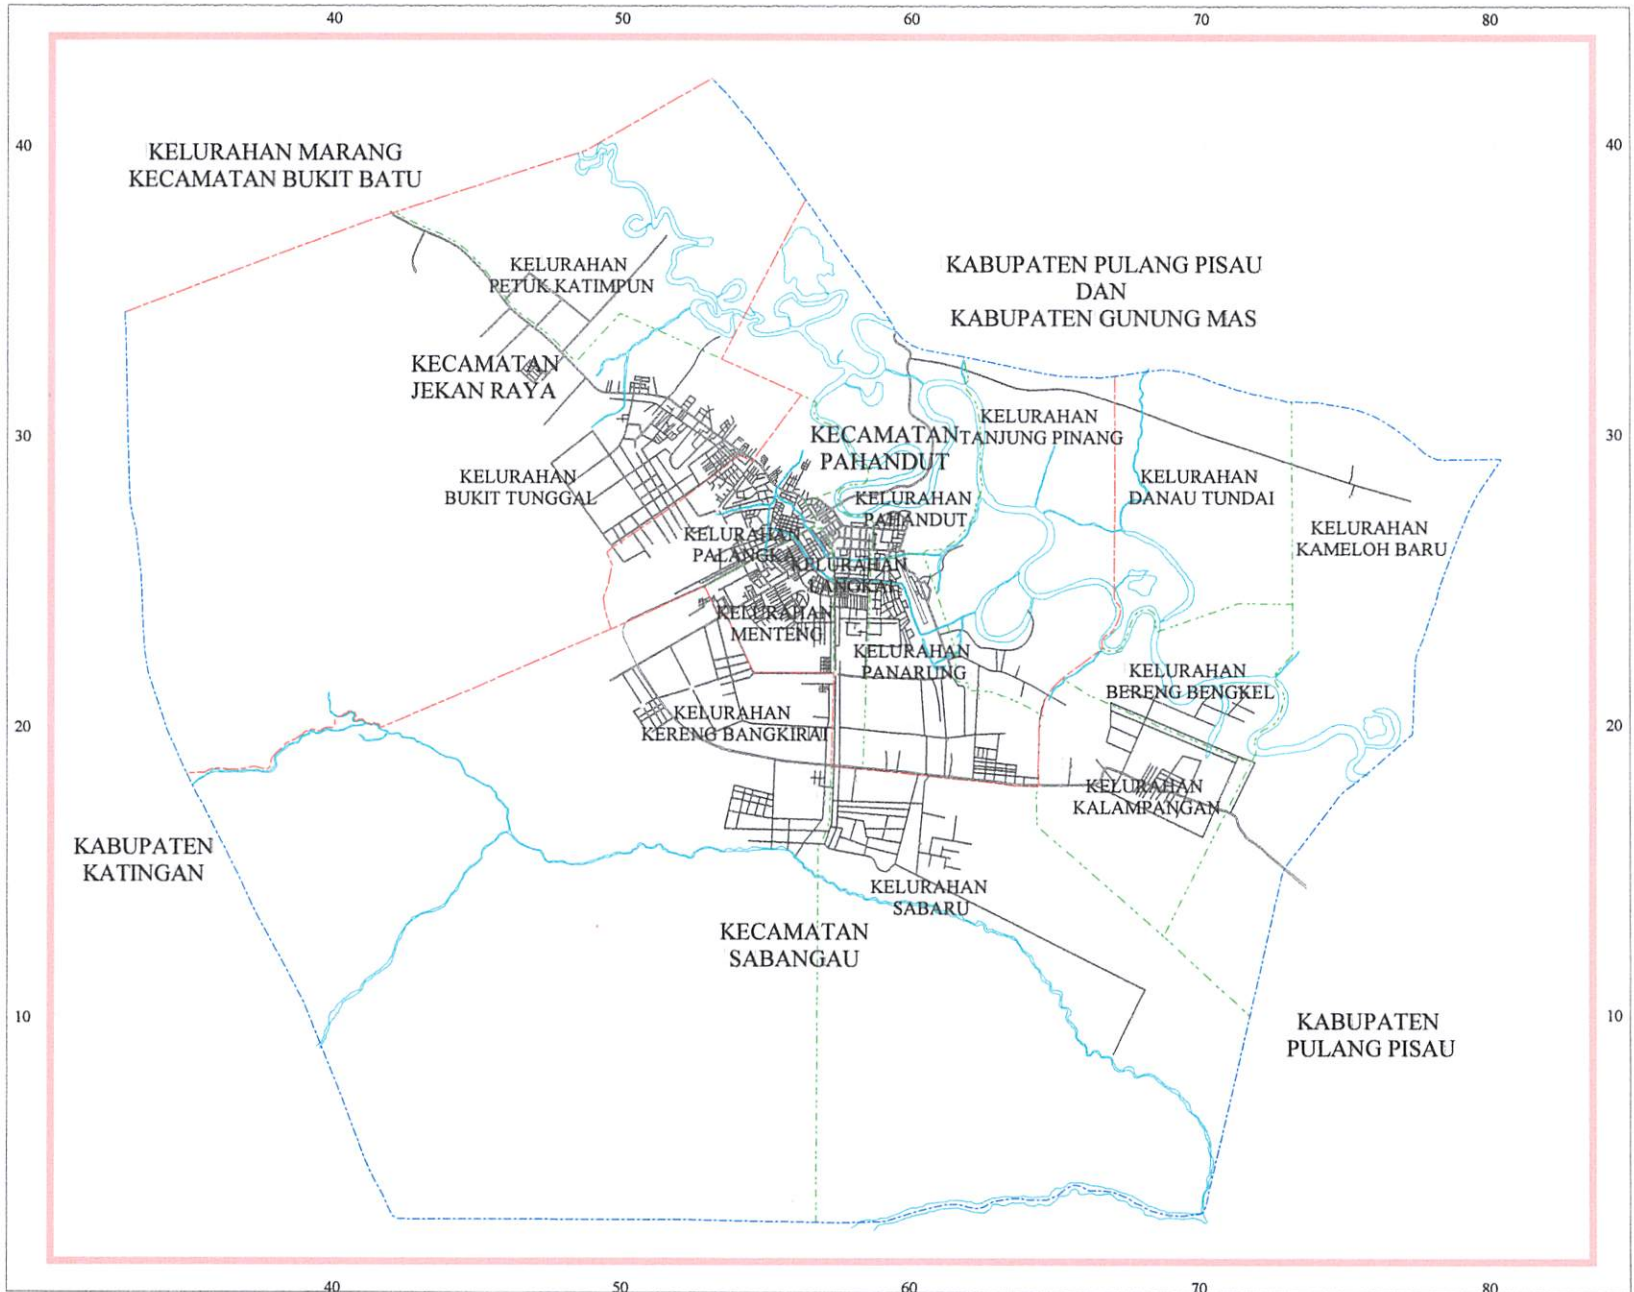 40 50 60 70 80
40 40
KELURAHAN MARANG
KECAMATAN BUKIT BATU
KELURAHAN
PETUK KATIMPUN
KABUPATEN PULANG PISAU
DAN
KABUPATEN GUNUNG MAS
KECAMATAN
JEKAN RAYA
30 30
KECAMATAN
PAHANDUT
KELURAHAN
TANJUNG PINANG
KELURAHAN
BUKIT TUNGGAL
KELURAHAN
DANAU TUNDAI
KELURAHAN
PAHANDUT
KELURAHAN
KAMELOH BARU
KELURAHAN
PALANGKA
KELURAHAN
LANGKAI
KELURAHAN
MENTENG
KELURAHAN
PANARUNG
KELURAHAN
BERENG BENGKEL
20 20
KELURAHAN
KERENG BANGKIRAI
KELURAHAN
KALAMPANGAN
KABUPATEN
KATINGAN
KELURAHAN
SABARU
KECAMATAN
SABANGAU
10 10
KABUPATEN
PULANG PISAU
40 50 60 70 80